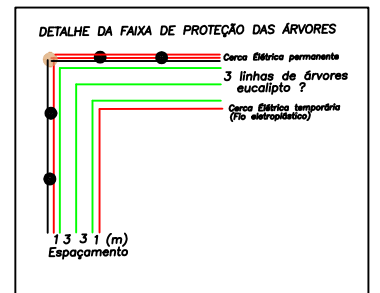 DETALHE DA FAIXA DE PROTEÇÃO DAS ÁRVORES
Cerca Elétrica permanente
3 linhas de árvores
eucalipto ?
Cerca Elétrica temporária
(Fio eletroplástico)
1 3 3 1 (m)
Espaçamento